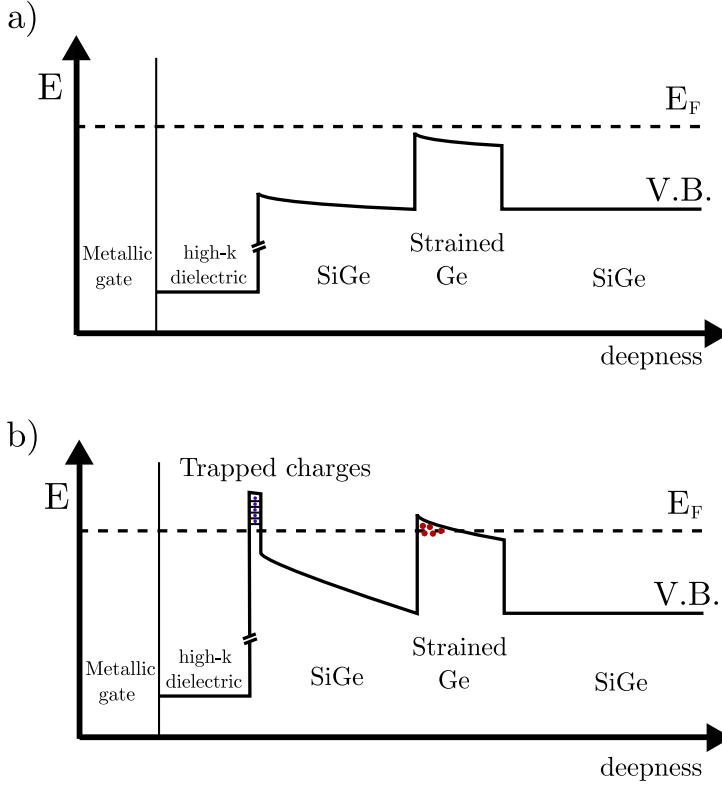 a)
E
E_F
V.B.
Metallic
gate
high-k
dielectric
SiGe
Strained
Ge
SiGe
deepness
b)
Trapped charges
E
E_F
V.B.
Metallic
gate
high-k
dielectric
SiGe
Strained
Ge
SiGe
deepness